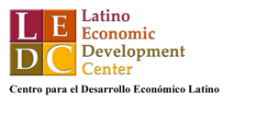 L E
D C
Latino
Economic
Development
Center
Centro para el Desarrollo Económico Latino